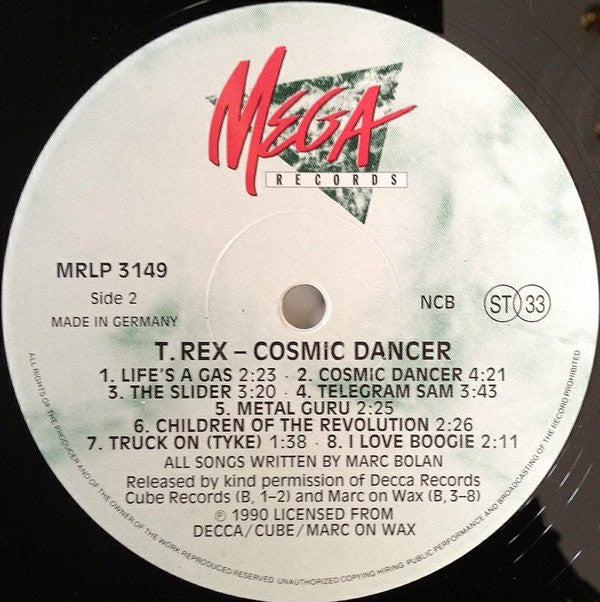 MEGA
RECORDS
MRLP 3149
Side 2
MADE IN GERMANY
NCB
ST 33
T. REX – COSMIC DANCER
1. LIFE'S A GAS 2:23 · 2. COSMIC DANCER 4:21
3. THE SLIDER 3:20 · 4. TELEGRAM SAM 3:43
5. METAL GURU 2:25
6. CHILDREN OF THE REVOLUTION 2:26
7. TRUCK ON (TYKE) 1:38 · 8. I LOVE BOOGIE 2:11
ALL SONGS WRITTEN BY MARC BOLAN
Released by kind permission of Decca Records
Cube Records (B, 1–2) and Marc on Wax (B, 3–8)
℗ 1990 LICENSED FROM
DECCA/CUBE/MARC ON WAX
ALL RIGHTS OF THE PRODUCER AND OF THE OWNER OF THE WORK REPRODUCED RESERVED. UNAUTHORIZED COPYING HIRING. PUBLIC PERFORMANCE AND BROADCASTING OF THE RECORD PROHIBITED